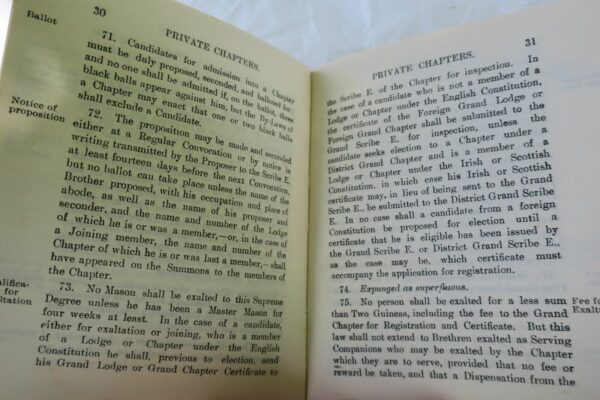 30
PRIVATE CHAPTERS.
Ballot
71. Candidates for admission into a Chapter
must be duly proposed, seconded, and balloted for;
and no one shall be admitted if, on the ballot, three
black balls appear against him, but the By-Laws of
a Chapter may enact that one or two black balls
shall exclude a Candidate.
Notice of
proposition
72. The proposition may be made and seconded
either at a Regular Convocation or by notice in
writing transmitted by the Proposer to the Scribe E.
at least fourteen days before the next Convocation,
but no ballot can take place unless the name of the
Brother proposed, with his occupation and place of
abode, as well as the name of his proposer and
seconder, and the name and number of the Lodge
of which he is or was a member,—or, in the case of
a Joining member, the name and number of the
Chapter of which he is or was last a member,—shall
have appeared on the Summons to the members of
the Chapter.
alifica-
for
ltation
73. No Mason shall be exalted to this Supreme
Degree unless he has been a Master Mason for
four weeks at least. In the case of a candidate,
either for exaltation or joining, who is a member
of a Lodge or Chapter under the English
Constitution he shall, previous to election, send
his Grand Lodge or Grand Chapter Certificate to
PRIVATE CHAPTERS.
31
the Scribe E. of the Chapter for inspection. In
the case of a candidate who is not a member of a
Lodge or Chapter under the English Constitution,
the certificate of the Foreign Grand Lodge or
Foreign Grand Chapter shall be submitted to the
Grand Scribe E. for inspection, unless the
candidate seeks election to a Chapter under a
District Grand Chapter and is a member of a
Lodge or Chapter under the Irish or Scottish
Constitution, in which case his Irish or Scottish
certificate may, in lieu of being sent to the Grand
Scribe E., be submitted to the District Grand Scribe
E. In no case shall a candidate from a foreign
Constitution be proposed for election until a
certificate that he is eligible has been issued by
the Grand Scribe E. or District Grand Scribe E.,
as the case may be, which certificate must
accompany the application for registration.
74. Expunged as superfluous.
75. No person shall be exalted for a less sum
than Two Guineas, including the fee to the Grand
Chapter for Registration and Certificate. But this
law shall not extend to Brethren exalted as Serving
Companions who may be exalted by the Chapter
which they are to serve, provided that no fee or
reward be taken, and that a Dispensation from the
Fee fo
Exalt